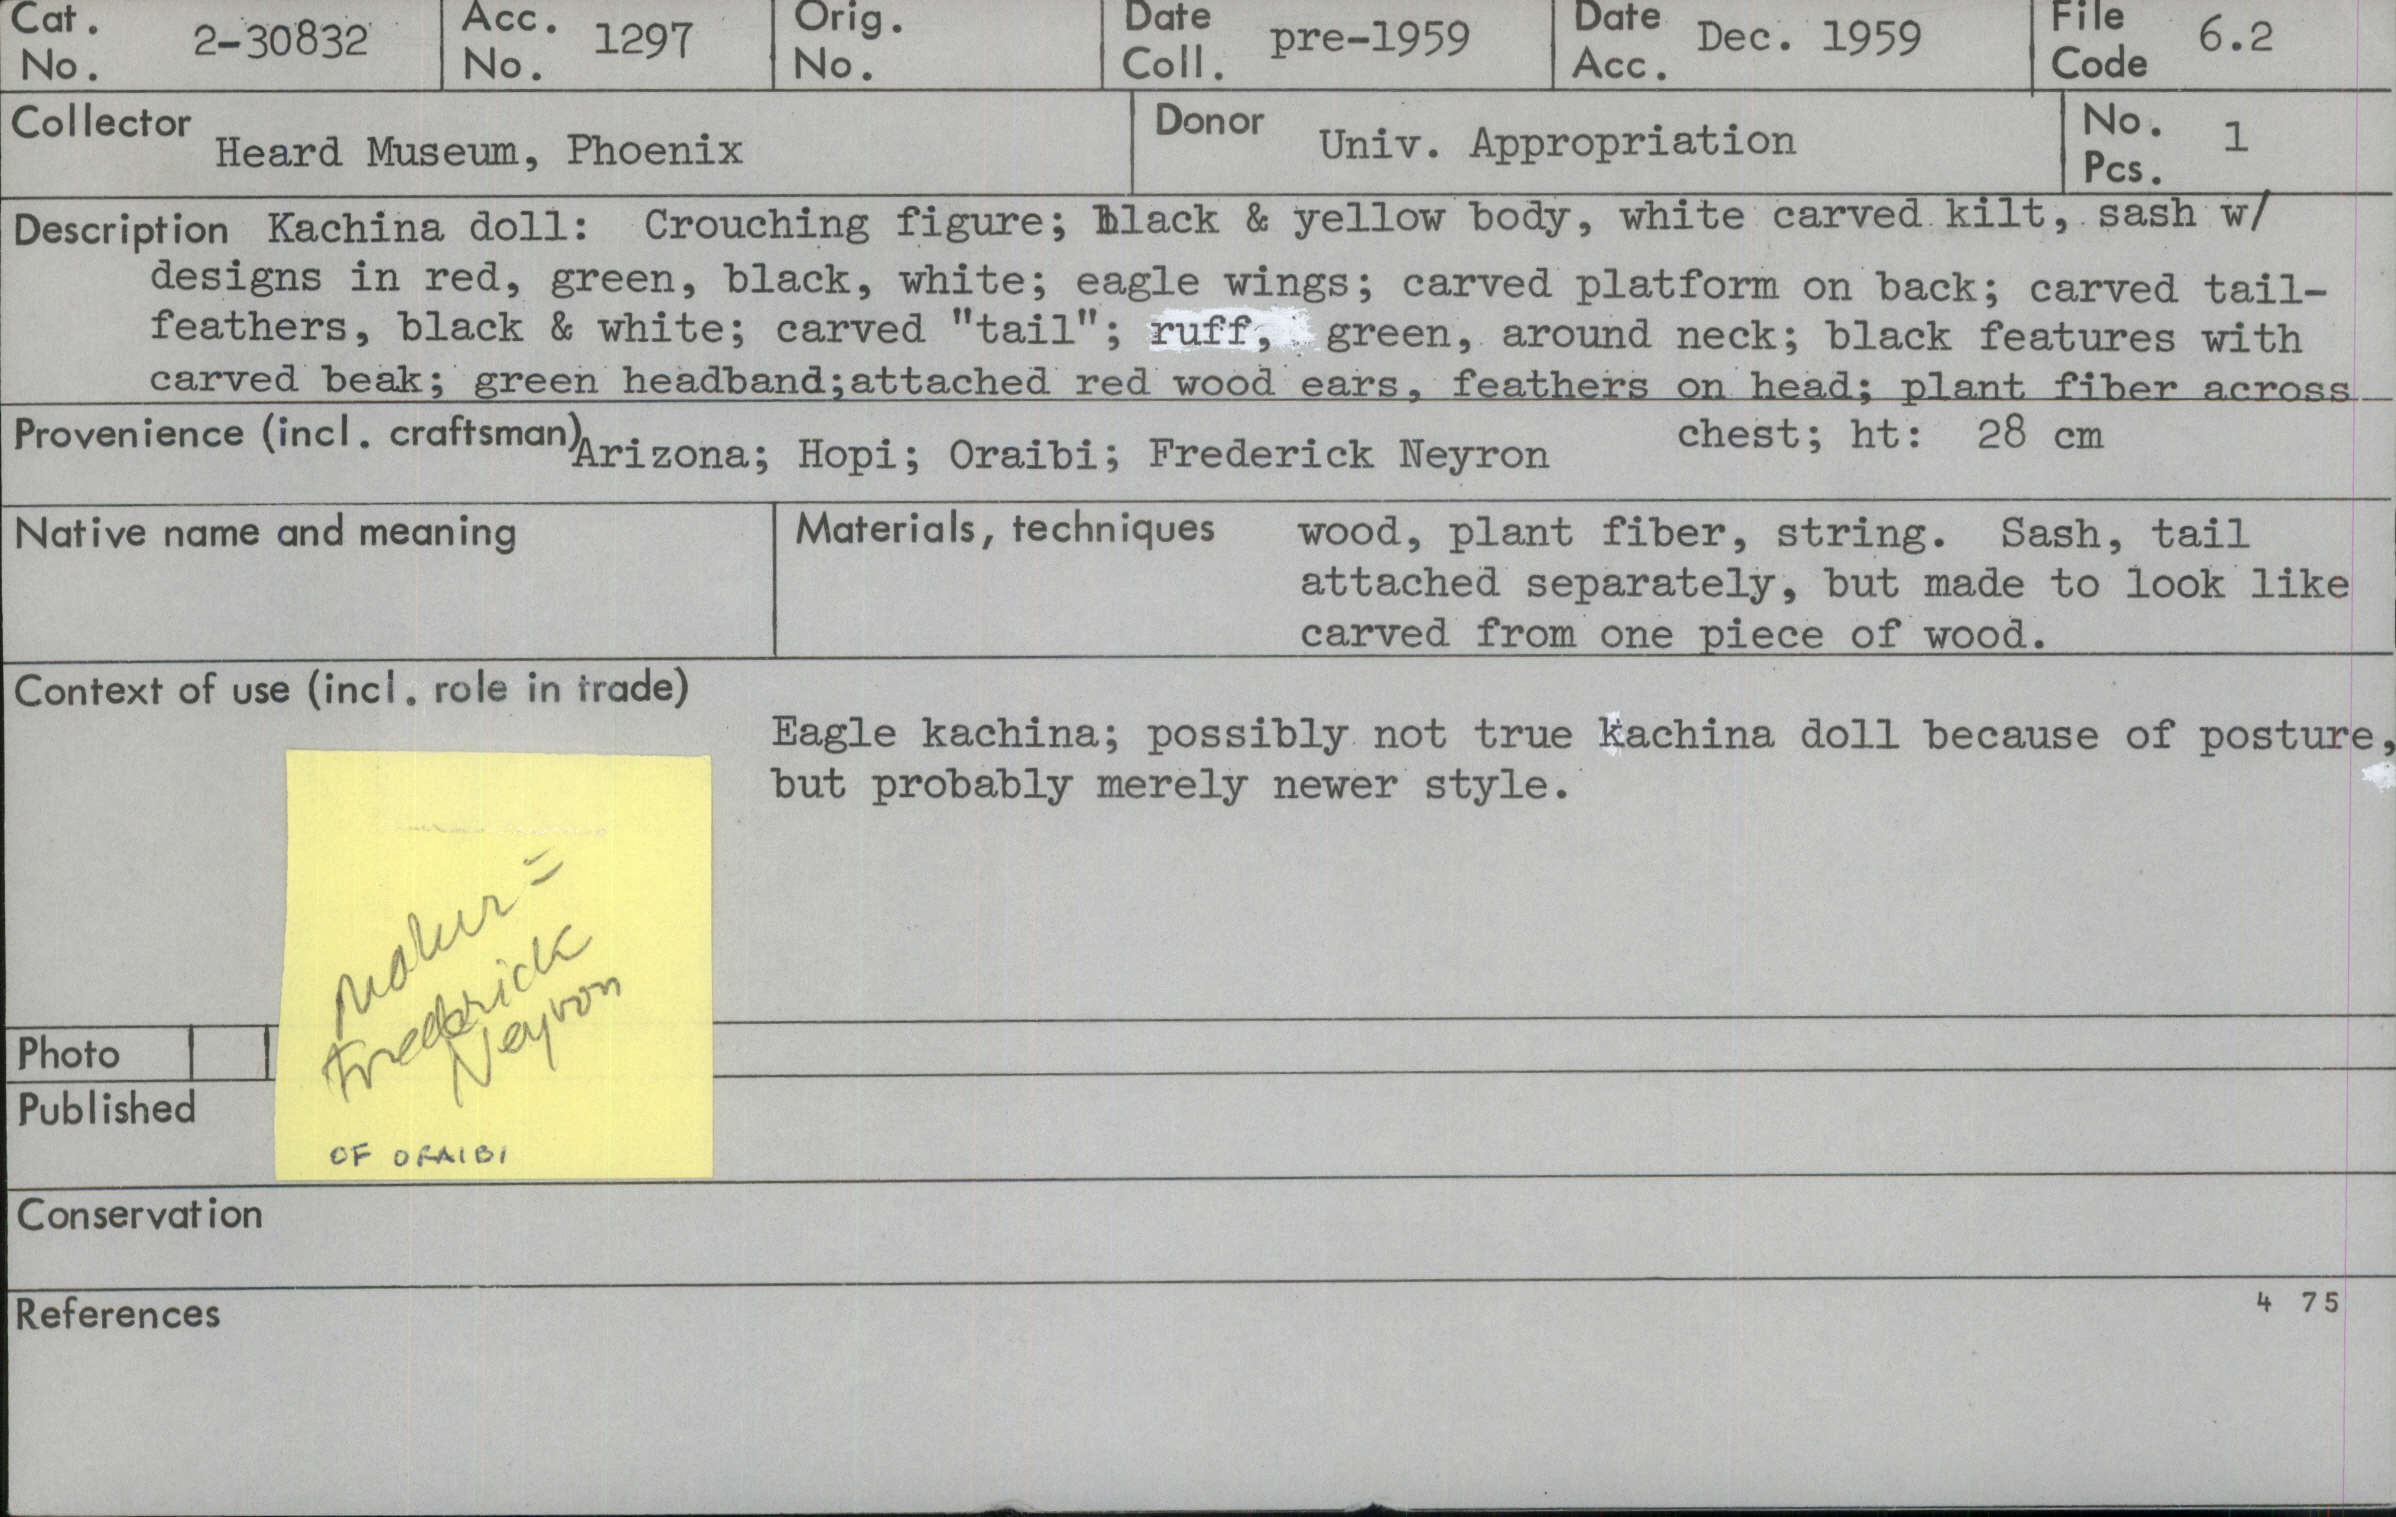 Cat. No. 2-30832 Acc. No. 1297 Orig. No. Date Coll. pre-1959 Date Acc. Dec. 1959 File Code 6.2
Collector Heard Museum, Phoenix Donor Univ. Appropriation No. Pcs. 1
Description Kachina doll: Crouching figure; black & yellow body, white carved kilt, sash w/
designs in red, green, black, white; eagle wings; carved platform on back; carved tail-
feathers, black & white; carved "tail"; ruff, green, around neck; black features with
carved beak; green headband;attached red wood ears, feathers on head; plant fiber across
chest; ht: 28 cm
Provenience (incl. craftsman) Arizona; Hopi; Oraibi; Frederick Neyron
Native name and meaning
Materials, techniques wood, plant fiber, string. Sash, tail
attached separately, but made to look like
carved from one piece of wood.
Context of use (incl. role in trade)
Eagle kachina; possibly not true kachina doll because of posture,
but probably merely newer style.
Maker =
Frederick
Neyron
OF ORAIBI
Photo
Published
Conservation
References
4 75